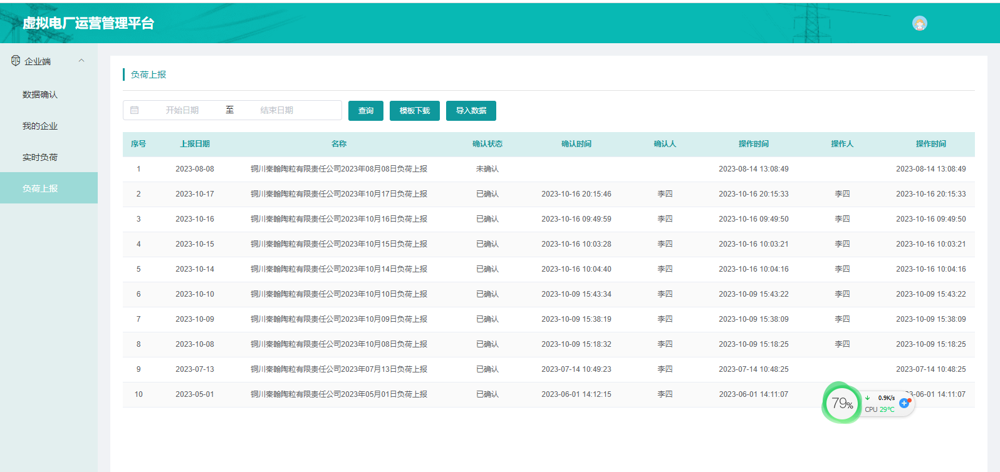 虚拟电厂运营管理平台
企业端
数据确认
我的企业
实时负荷
负荷上报
负荷上报
开始日期 至 结束日期 查询 模板下载 导入数据
序号 上报日期 名称 确认状态 确认时间 确认人 操作时间 操作人 操作时间
1 2023-08-08 铜川秦翰陶粒有限责任公司2023年08月08日负荷上报 未确认 2023-08-14 13:08:49 2023-08-14 13:08:49
2 2023-10-17 铜川秦翰陶粒有限责任公司2023年10月17日负荷上报 已确认 2023-10-16 20:15:46 李四 2023-10-16 20:15:33 李四 2023-10-16 20:15:33
3 2023-10-16 铜川秦翰陶粒有限责任公司2023年10月16日负荷上报 已确认 2023-10-16 09:49:59 李四 2023-10-16 09:49:50 李四 2023-10-16 09:49:50
4 2023-10-15 铜川秦翰陶粒有限责任公司2023年10月15日负荷上报 已确认 2023-10-16 10:03:28 李四 2023-10-16 10:03:21 李四 2023-10-16 10:03:21
5 2023-10-14 铜川秦翰陶粒有限责任公司2023年10月14日负荷上报 已确认 2023-10-16 10:04:40 李四 2023-10-16 10:04:16 李四 2023-10-16 10:04:16
6 2023-10-10 铜川秦翰陶粒有限责任公司2023年10月10日负荷上报 已确认 2023-10-09 15:43:34 李四 2023-10-09 15:43:22 李四 2023-10-09 15:43:22
7 2023-10-09 铜川秦翰陶粒有限责任公司2023年10月09日负荷上报 已确认 2023-10-09 15:38:19 李四 2023-10-09 15:38:09 李四 2023-10-09 15:38:09
8 2023-10-08 铜川秦翰陶粒有限责任公司2023年10月08日负荷上报 已确认 2023-10-09 15:18:32 李四 2023-10-09 15:18:25 李四 2023-10-09 15:18:25
9 2023-07-13 铜川秦翰陶粒有限责任公司2023年07月13日负荷上报 已确认 2023-07-14 10:49:23 李四 2023-07-14 10:48:25 2023-07-14 10:48:25
10 2023-05-01 铜川秦翰陶粒有限责任公司2023年05月01日负荷上报 已确认 2023-06-01 14:12:15 李四 2023-06-01 14:11:07 3-06-01 14:11:07
79% 0.9K/s
CPU 29℃